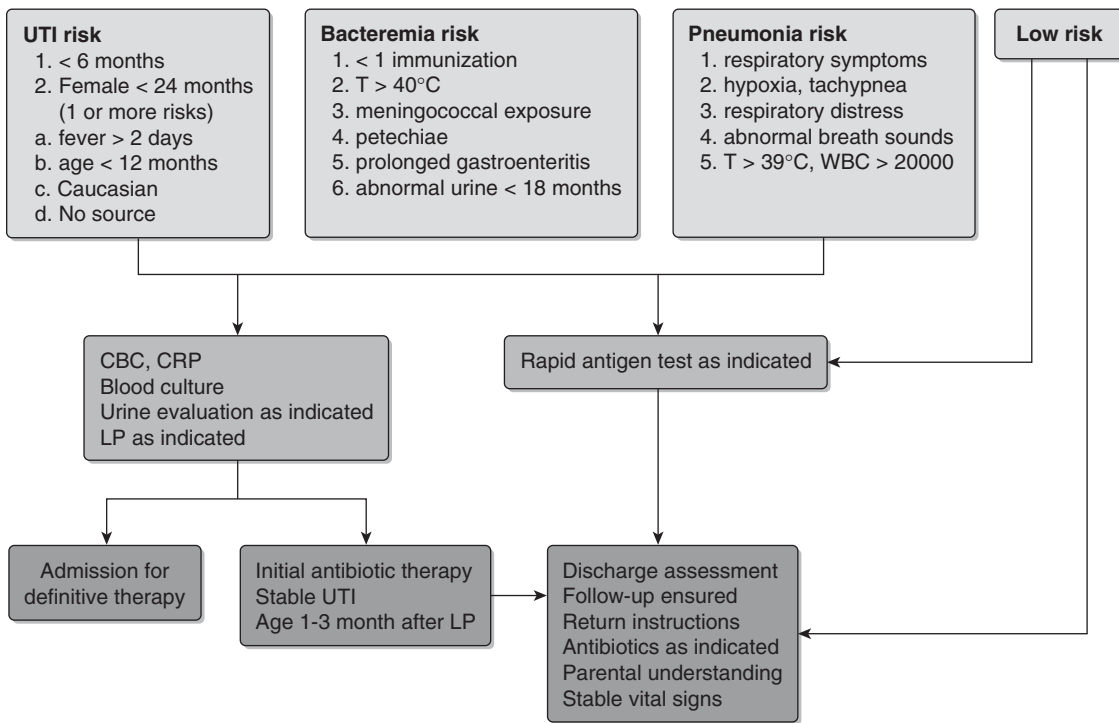 UTI risk
1. < 6 months
2. Female < 24 months
(1 or more risks)
a. fever > 2 days
b. age < 12 months
c. Caucasian
d. No source
Bacteremia risk
1. < 1 immunization
2. T > 40°C
3. meningococcal exposure
4. petechiae
5. prolonged gastroenteritis
6. abnormal urine < 18 months
Pneumonia risk
1. respiratory symptoms
2. hypoxia, tachypnea
3. respiratory distress
4. abnormal breath sounds
5. T > 39°C, WBC > 20000
Low risk
CBC, CRP
Blood culture
Urine evaluation as indicated
LP as indicated
Rapid antigen test as indicated
Admission for
definitive therapy
Initial antibiotic therapy
Stable UTI
Age 1-3 month after LP
Discharge assessment
Follow-up ensured
Return instructions
Antibiotics as indicated
Parental understanding
Stable vital signs